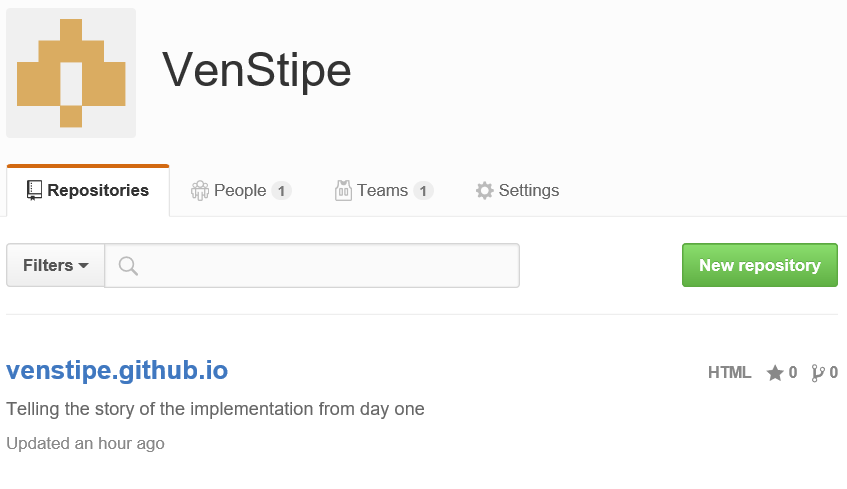 VenStipe
Repositories People 1 Teams 1 Settings
Filters New repository
venstipe.github.io HTML 0 0
Telling the story of the implementation from day one
Updated an hour ago